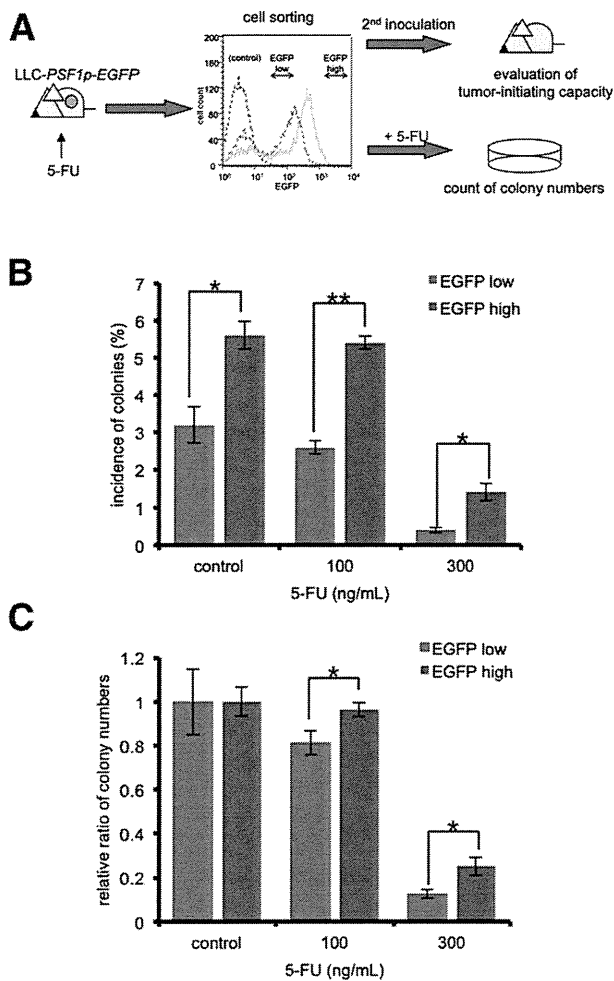 A
cell sorting
2nd inoculation
LLC-PSF1p-EGFP
5-FU
200
160
120
80
40
0
cell count
(control)
EGFP
low
EGFP
high
10⁰ 10¹ 10² 10³ 10⁴
EGFP
evaluation of
tumor-initiating capacity
+ 5-FU
count of colony numbers
B
EGFP low
EGFP high
incidence of colonies (%)
7
6
5
4
3
2
1
0
*
**
*
control 100 300
5-FU (ng/mL)
C
EGFP low
EGFP high
relative ratio of colony numbers
1.2
1
0.8
0.6
0.4
0.2
0
*
*
control 100 300
5-FU (ng/mL)